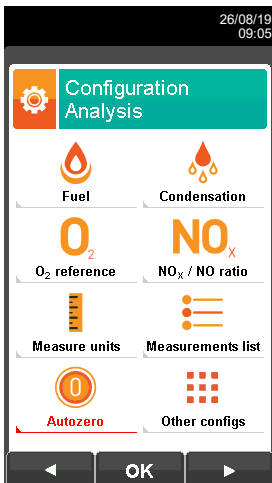 26/08/19
09:05
Configuration
Analysis
Fuel
Condensation
O₂
NOₓ
O₂ reference
NOₓ / NO ratio
Measure units
Measurements list
0
Autozero
Other configs
OK